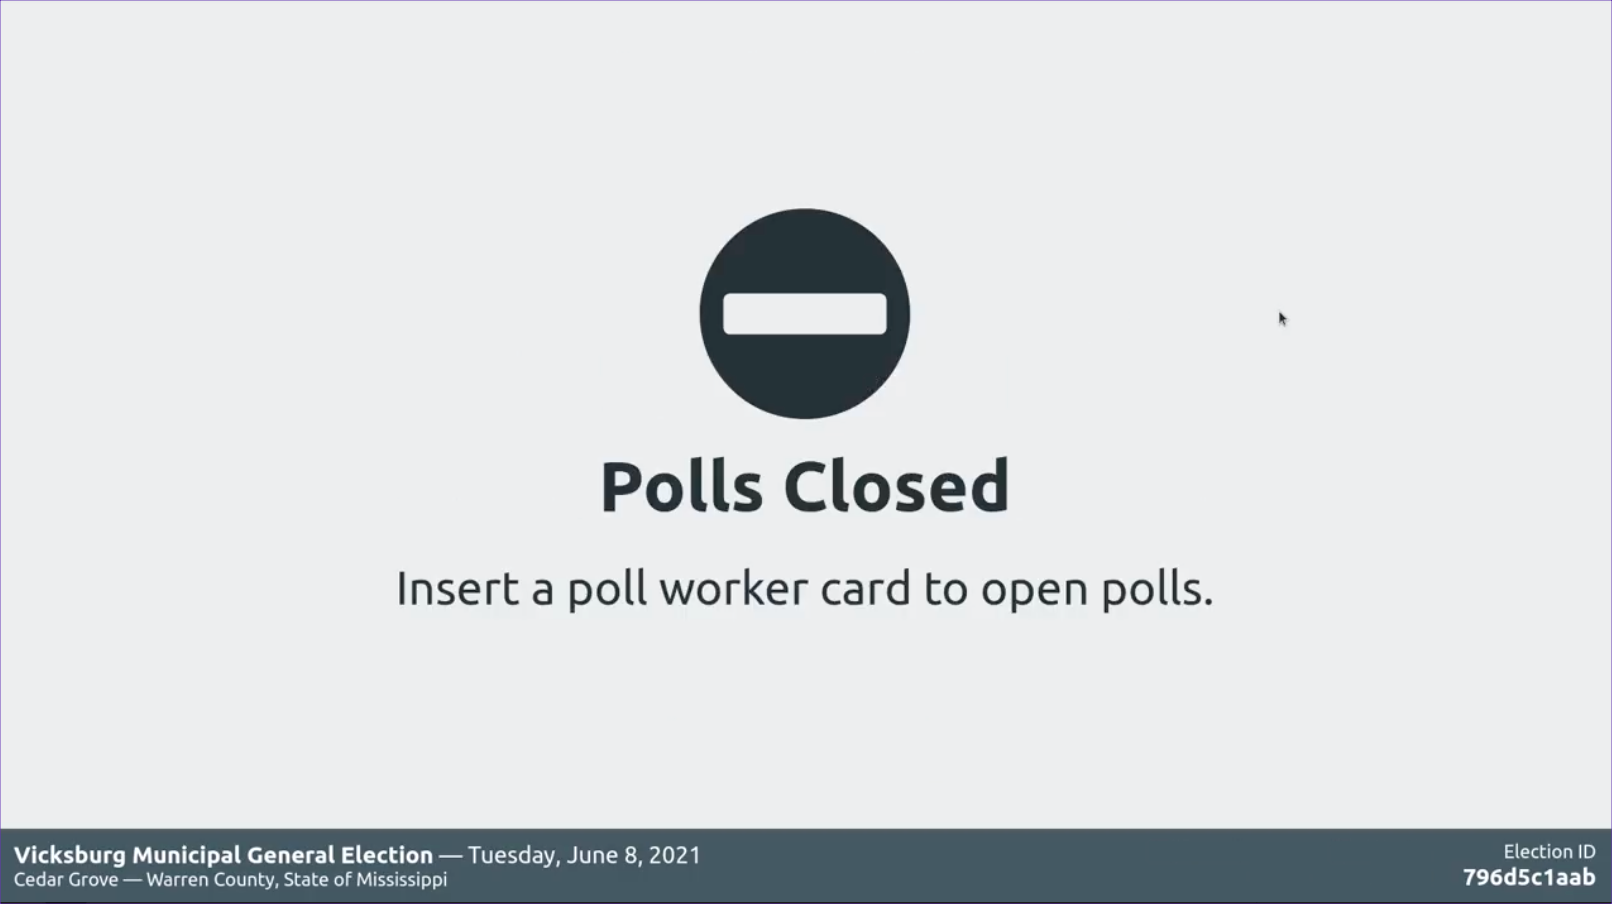 Polls Closed
Insert a poll worker card to open polls.
Vicksburg Municipal General Election — Tuesday, June 8, 2021
Cedar Grove — Warren County, State of Mississippi
Election ID
796d5c1aab